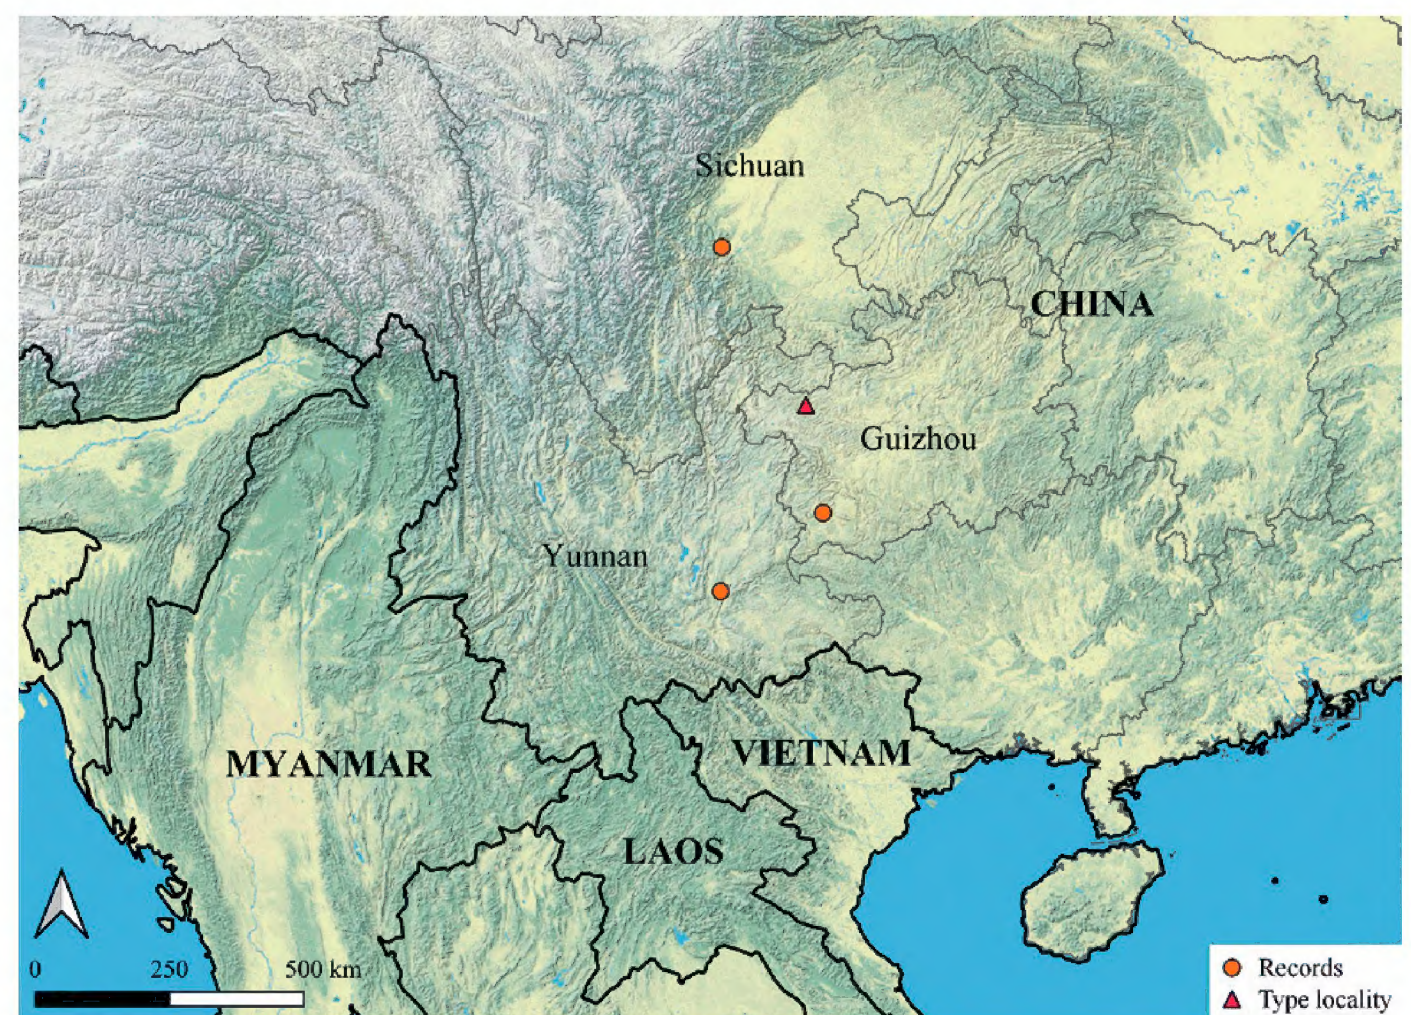 Sichuan
CHINA
Guizhou
Yunnan
MYANMAR
VIETNAM
LAOS
0 250 500 km
Records
Type locality